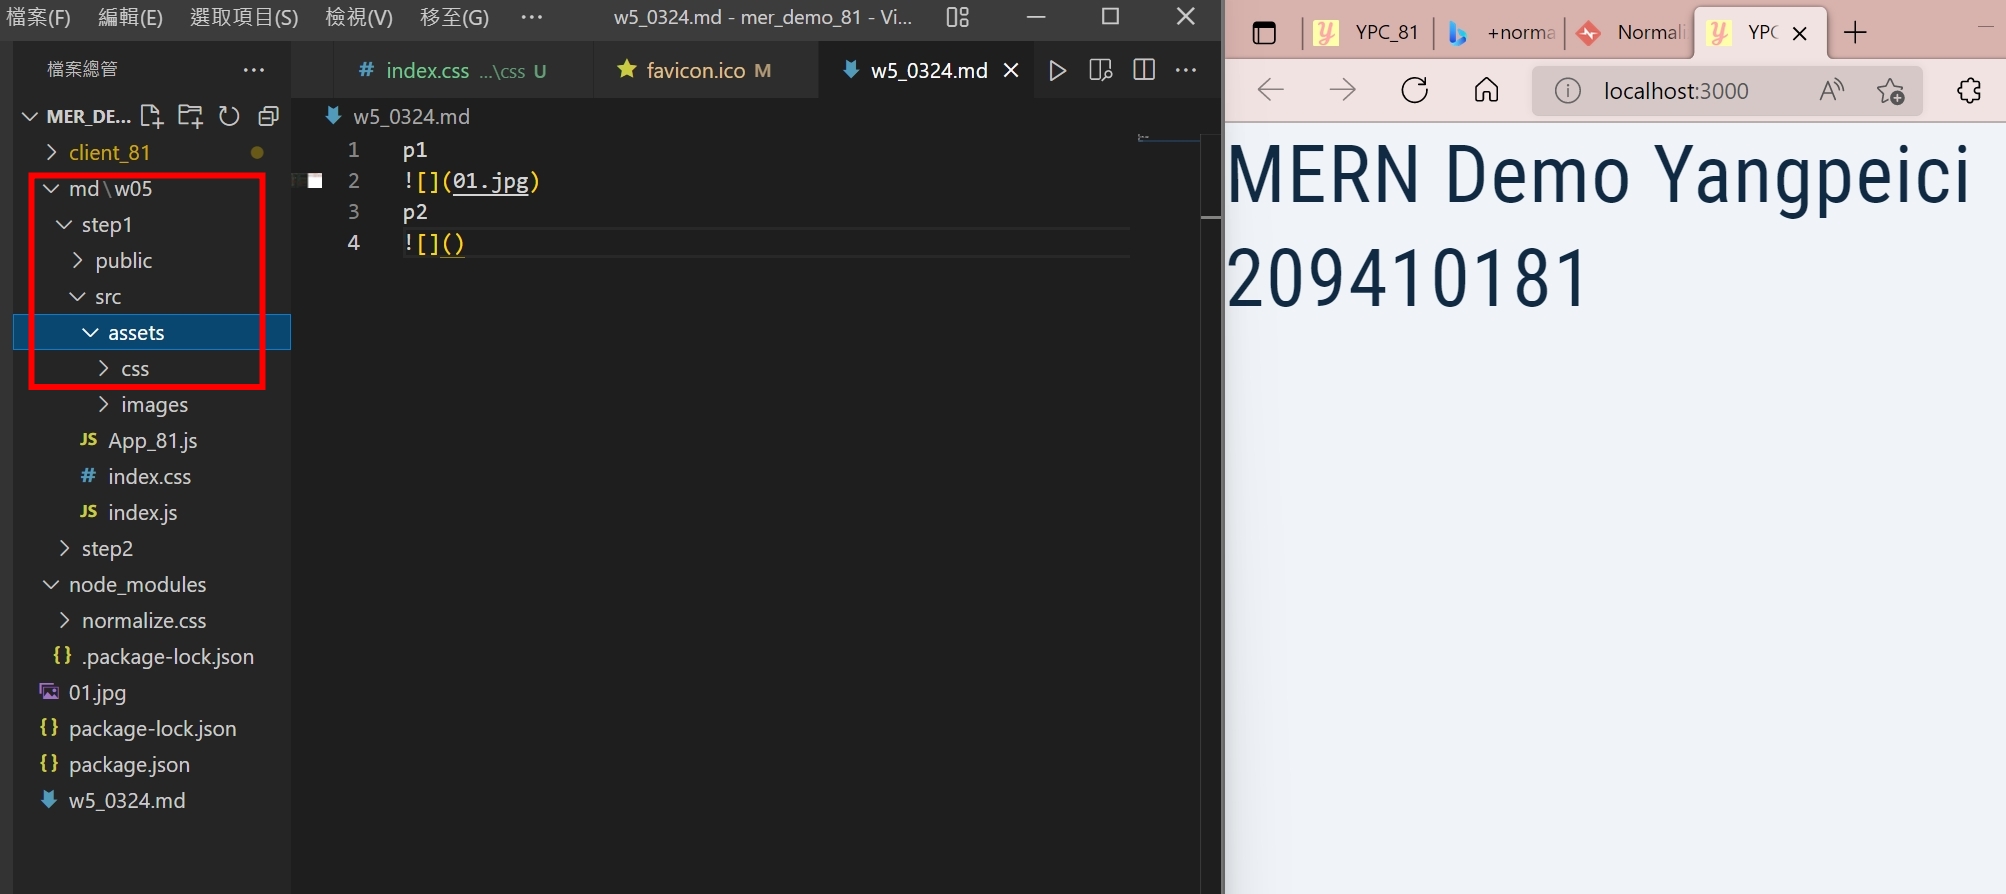 檔案(F) 編輯(E) 選取項目(S) 檢視(V) 移至(G) ··· w5_0324.md - mer_demo_81 - Vi...
檔案總管 ···
MER_DE...
client_81
md\w05
step1
public
src
assets
css
images
JS App_81.js
# index.css
JS index.js
step2
node_modules
normalize.css
{} .package-lock.json
01.jpg
{} package-lock.json
{} package.json
w5_0324.md
# index.css ...\css U
favicon.ico M
w5_0324.md
w5_0324.md
1 p1
2 ![](01.jpg)
3 p2
4 ![]()
YPC_81
+norma
Normali
YPC
localhost:3000
MERN Demo Yangpeici
209410181